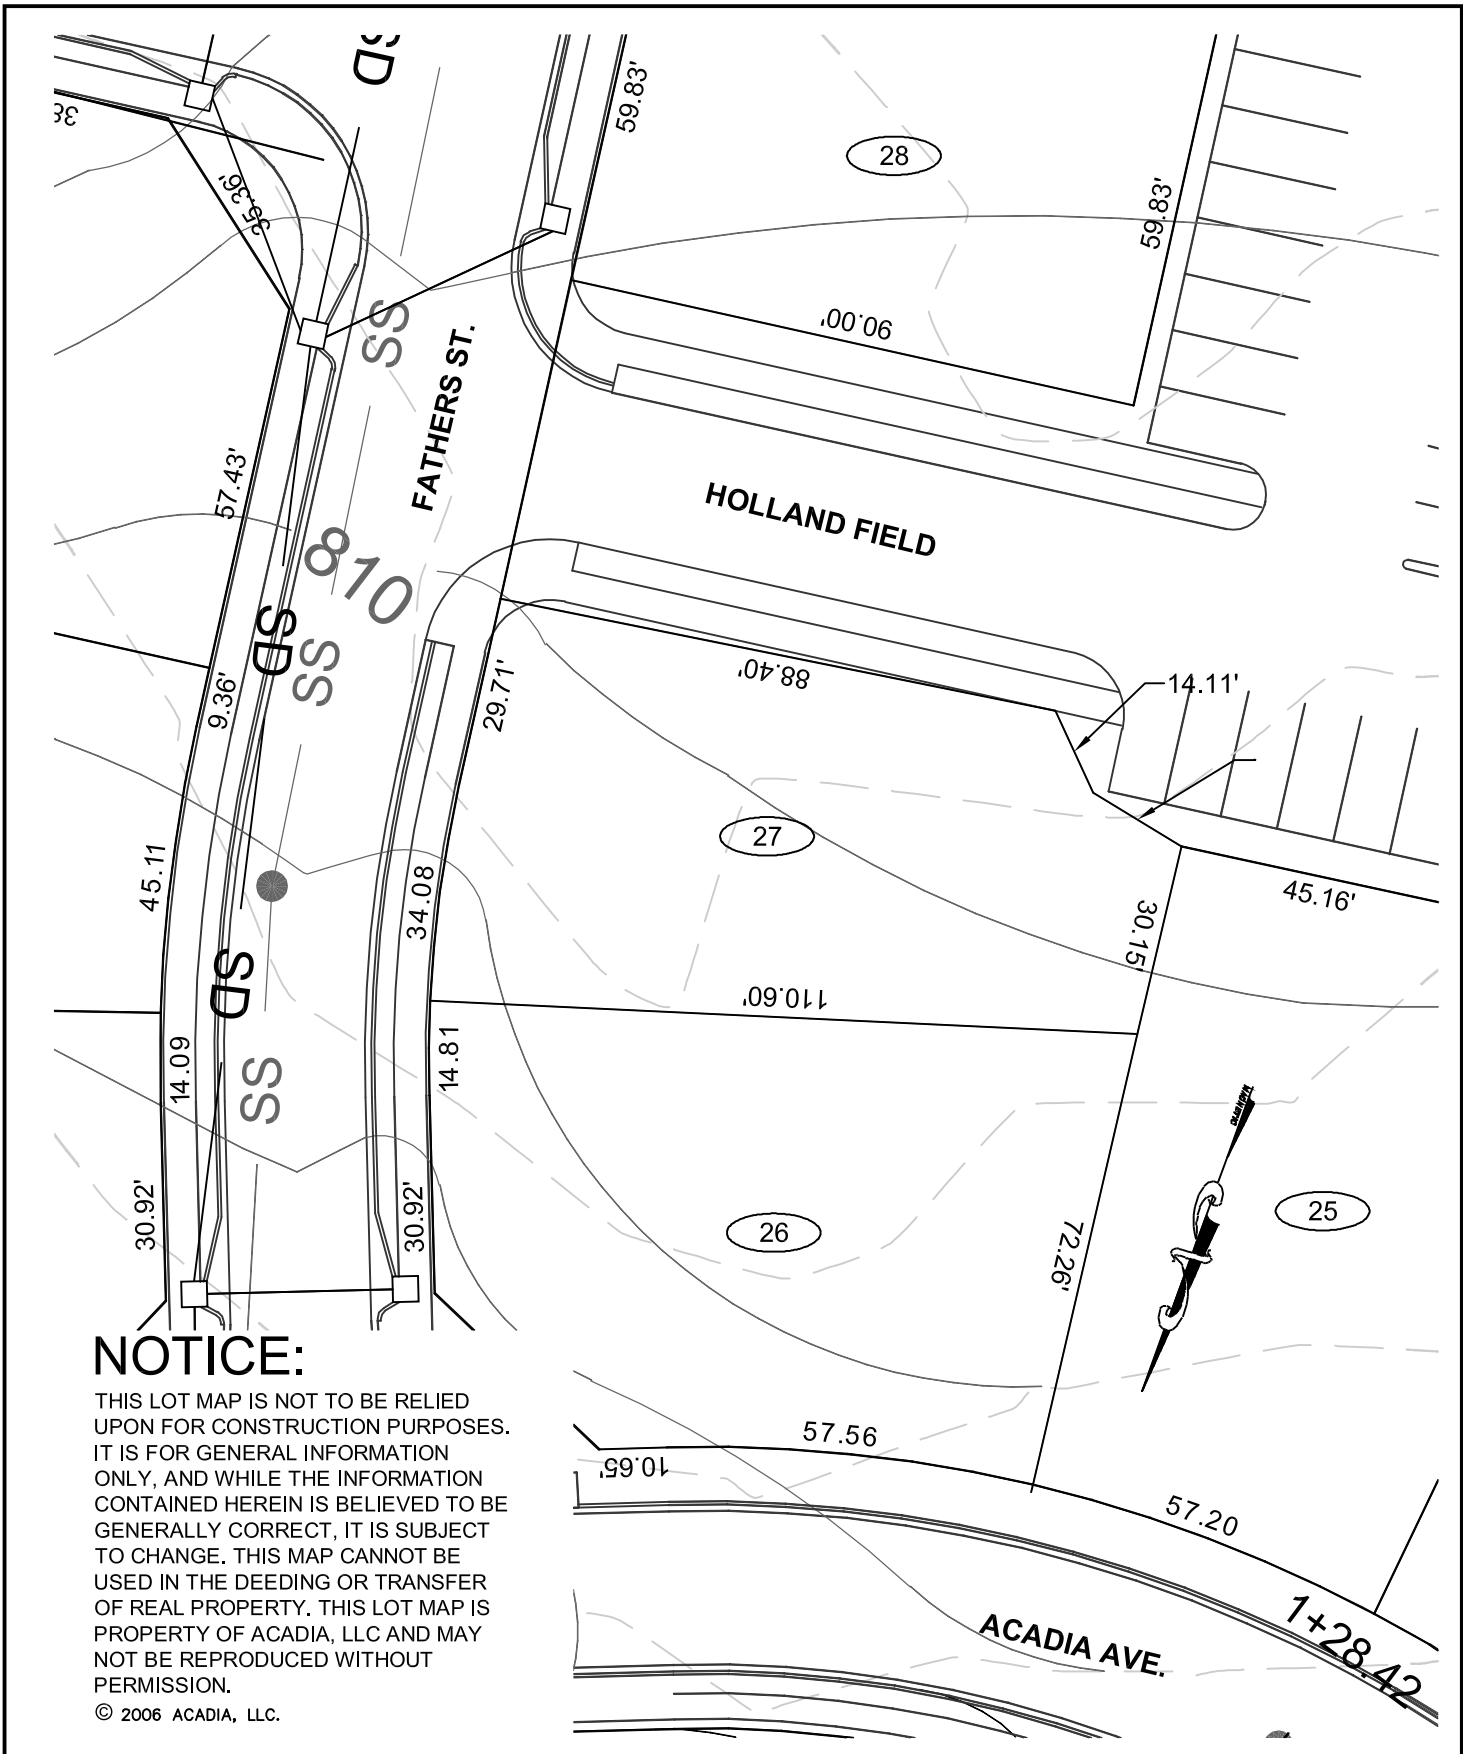 SD
59.83'
38
28
35.36'
59.83'
90.00'
SS
FATHERS ST.
57.43'
HOLLAND FIELD
810
SD
SS
88.40'
14.11'
9.36'
29.71'
27
45.11
34.08
45.16'
30.15'
SD
110.60'
14.09
14.81
SS
30.92'
30.92'
26
25
72.26'
NOTICE:
THIS LOT MAP IS NOT TO BE RELIED
UPON FOR CONSTRUCTION PURPOSES.
IT IS FOR GENERAL INFORMATION
ONLY, AND WHILE THE INFORMATION
CONTAINED HEREIN IS BELIEVED TO BE
GENERALLY CORRECT, IT IS SUBJECT
TO CHANGE. THIS MAP CANNOT BE
USED IN THE DEEDING OR TRANSFER
OF REAL PROPERTY. THIS LOT MAP IS
PROPERTY OF ACADIA, LLC AND MAY
NOT BE REPRODUCED WITHOUT
PERMISSION.
© 2006 ACADIA, LLC.
57.56
10.65'
57.20
ACADIA AVE.
1+28.42